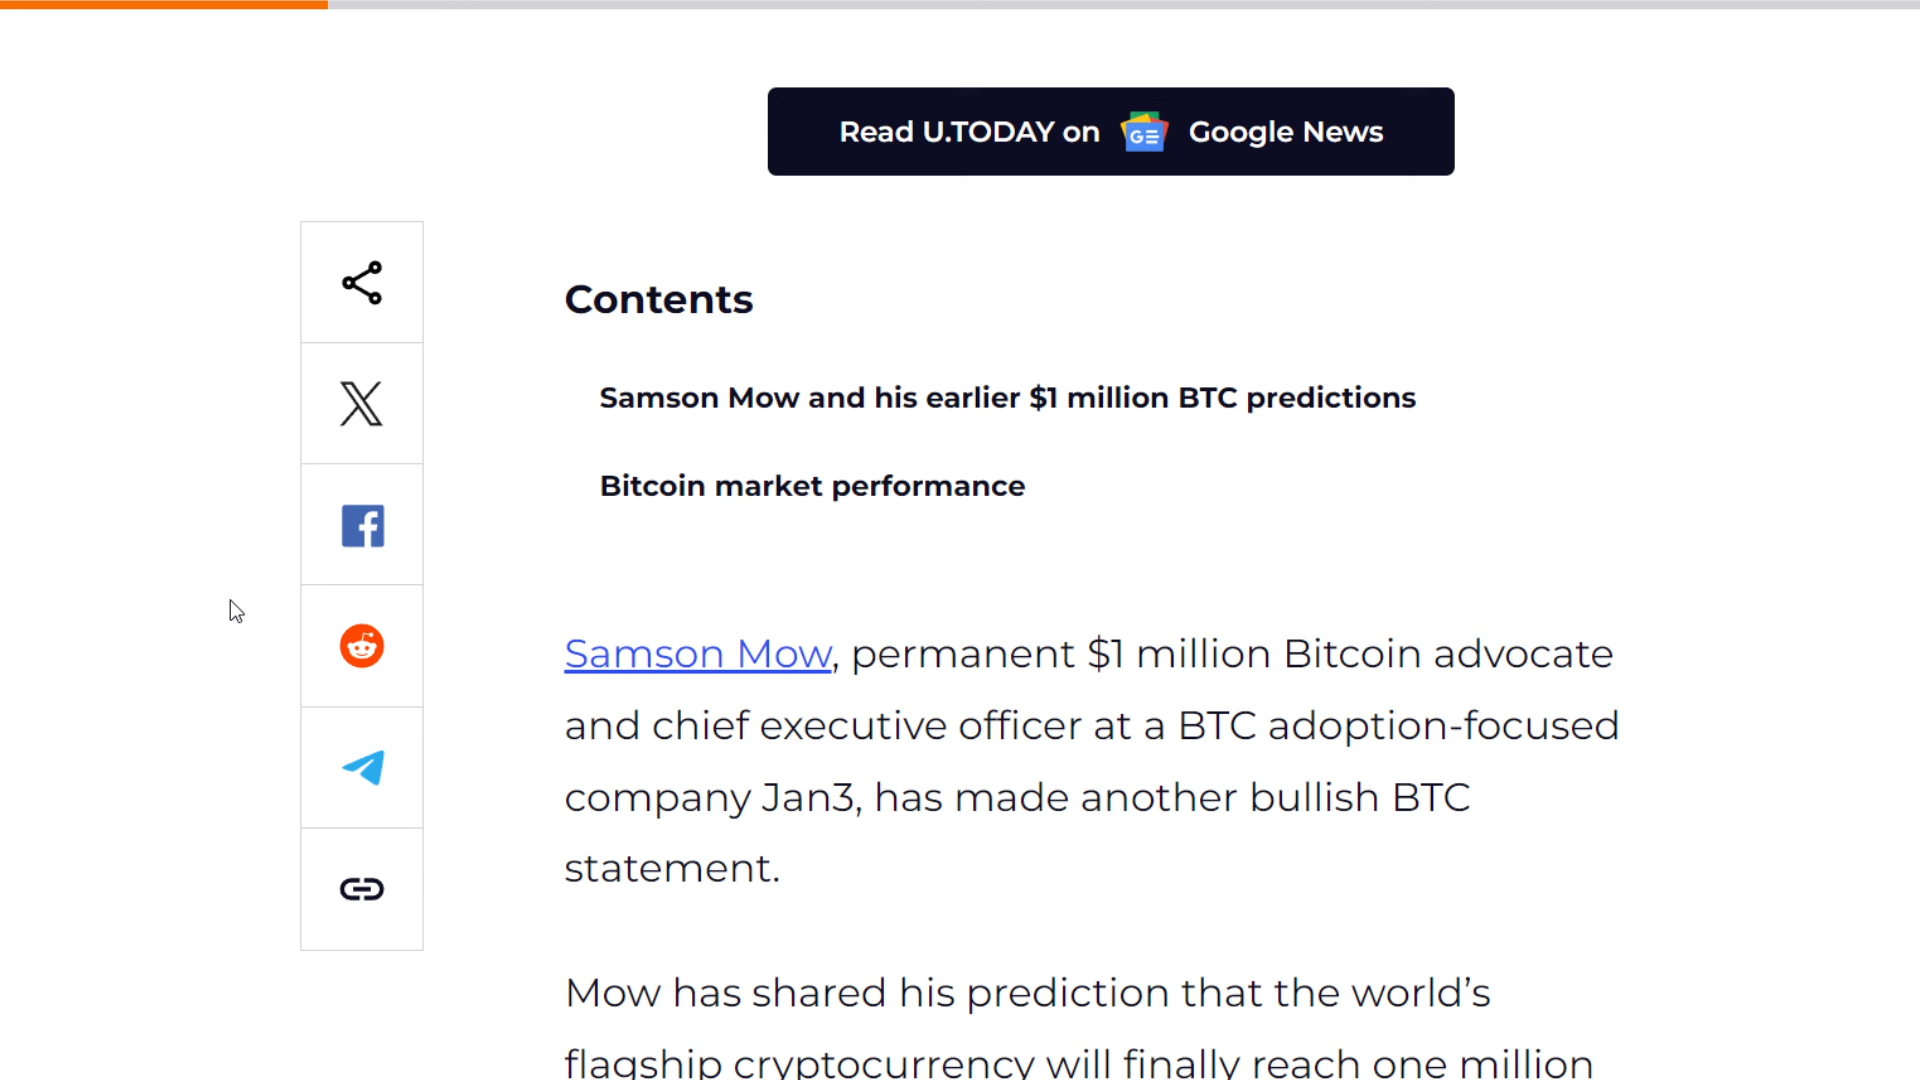 Read U.TODAY on GE Google News
Contents
Samson Mow and his earlier $1 million BTC predictions
Bitcoin market performance
Samson Mow, permanent $1 million Bitcoin advocate
and chief executive officer at a BTC adoption-focused
company Jan3, has made another bullish BTC
statement.
Mow has shared his prediction that the world’s
flagship cryptocurrency will finally reach one million